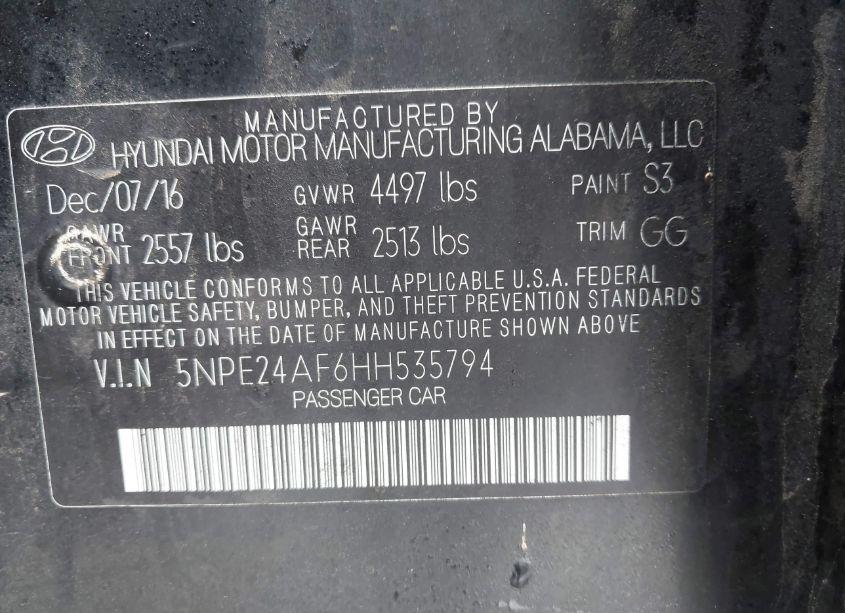 MANUFACTURED BY
HYUNDAI MOTOR MANUFACTURING ALABAMA, LLC
Dec/07/16 GVWR 4497 lbs PAINT S3
GAWR FRONT 2557 lbs GAWR REAR 2513 lbs TRIM GG
THIS VEHICLE CONFORMS TO ALL APPLICABLE U.S.A. FEDERAL
MOTOR VEHICLE SAFETY, BUMPER, AND THEFT PREVENTION STANDARDS
IN EFFECT ON THE DATE OF MANUFACTURE SHOWN ABOVE
V.I.N 5NPE24AF6HH535794
PASSENGER CAR